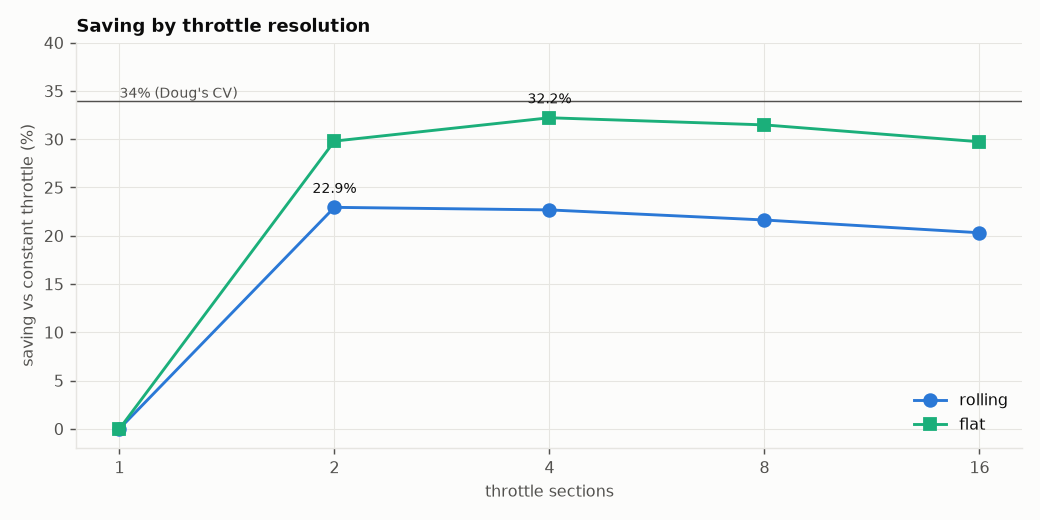 Saving by throttle resolution
saving vs constant throttle (%)
40
35
30
25
20
15
10
5
0
34% (Doug's CV)
32.2%
22.9%
rolling
flat
1
2
4
8
16
throttle sections